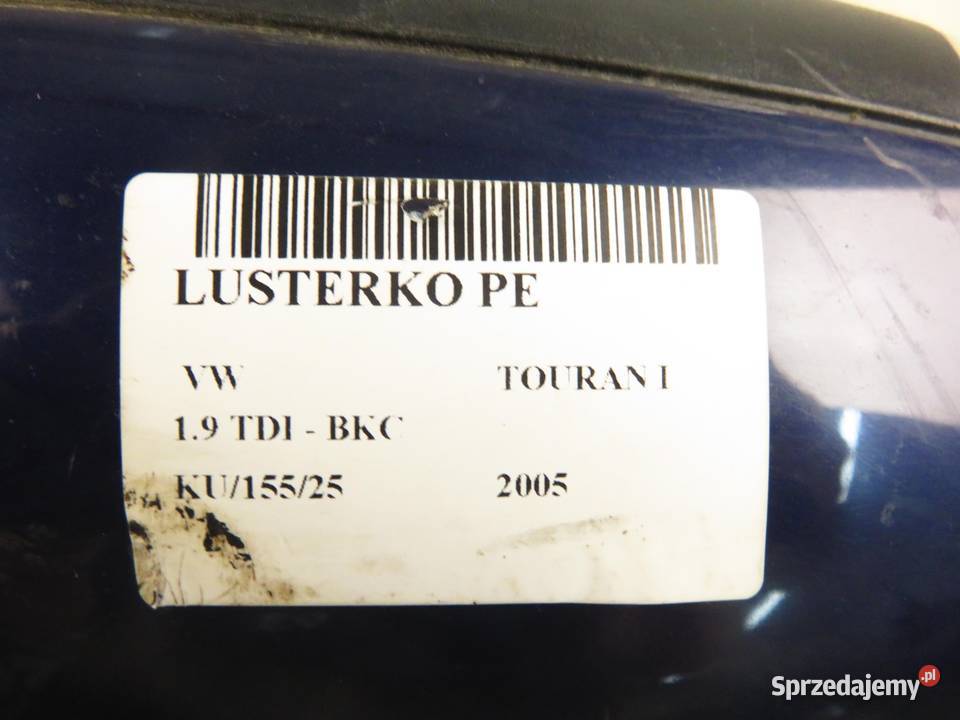 LUSTERKO PE
VW TOURAN I
1.9 TDI - BKC
KU/155/25 2005
Sprzedajemy.pl